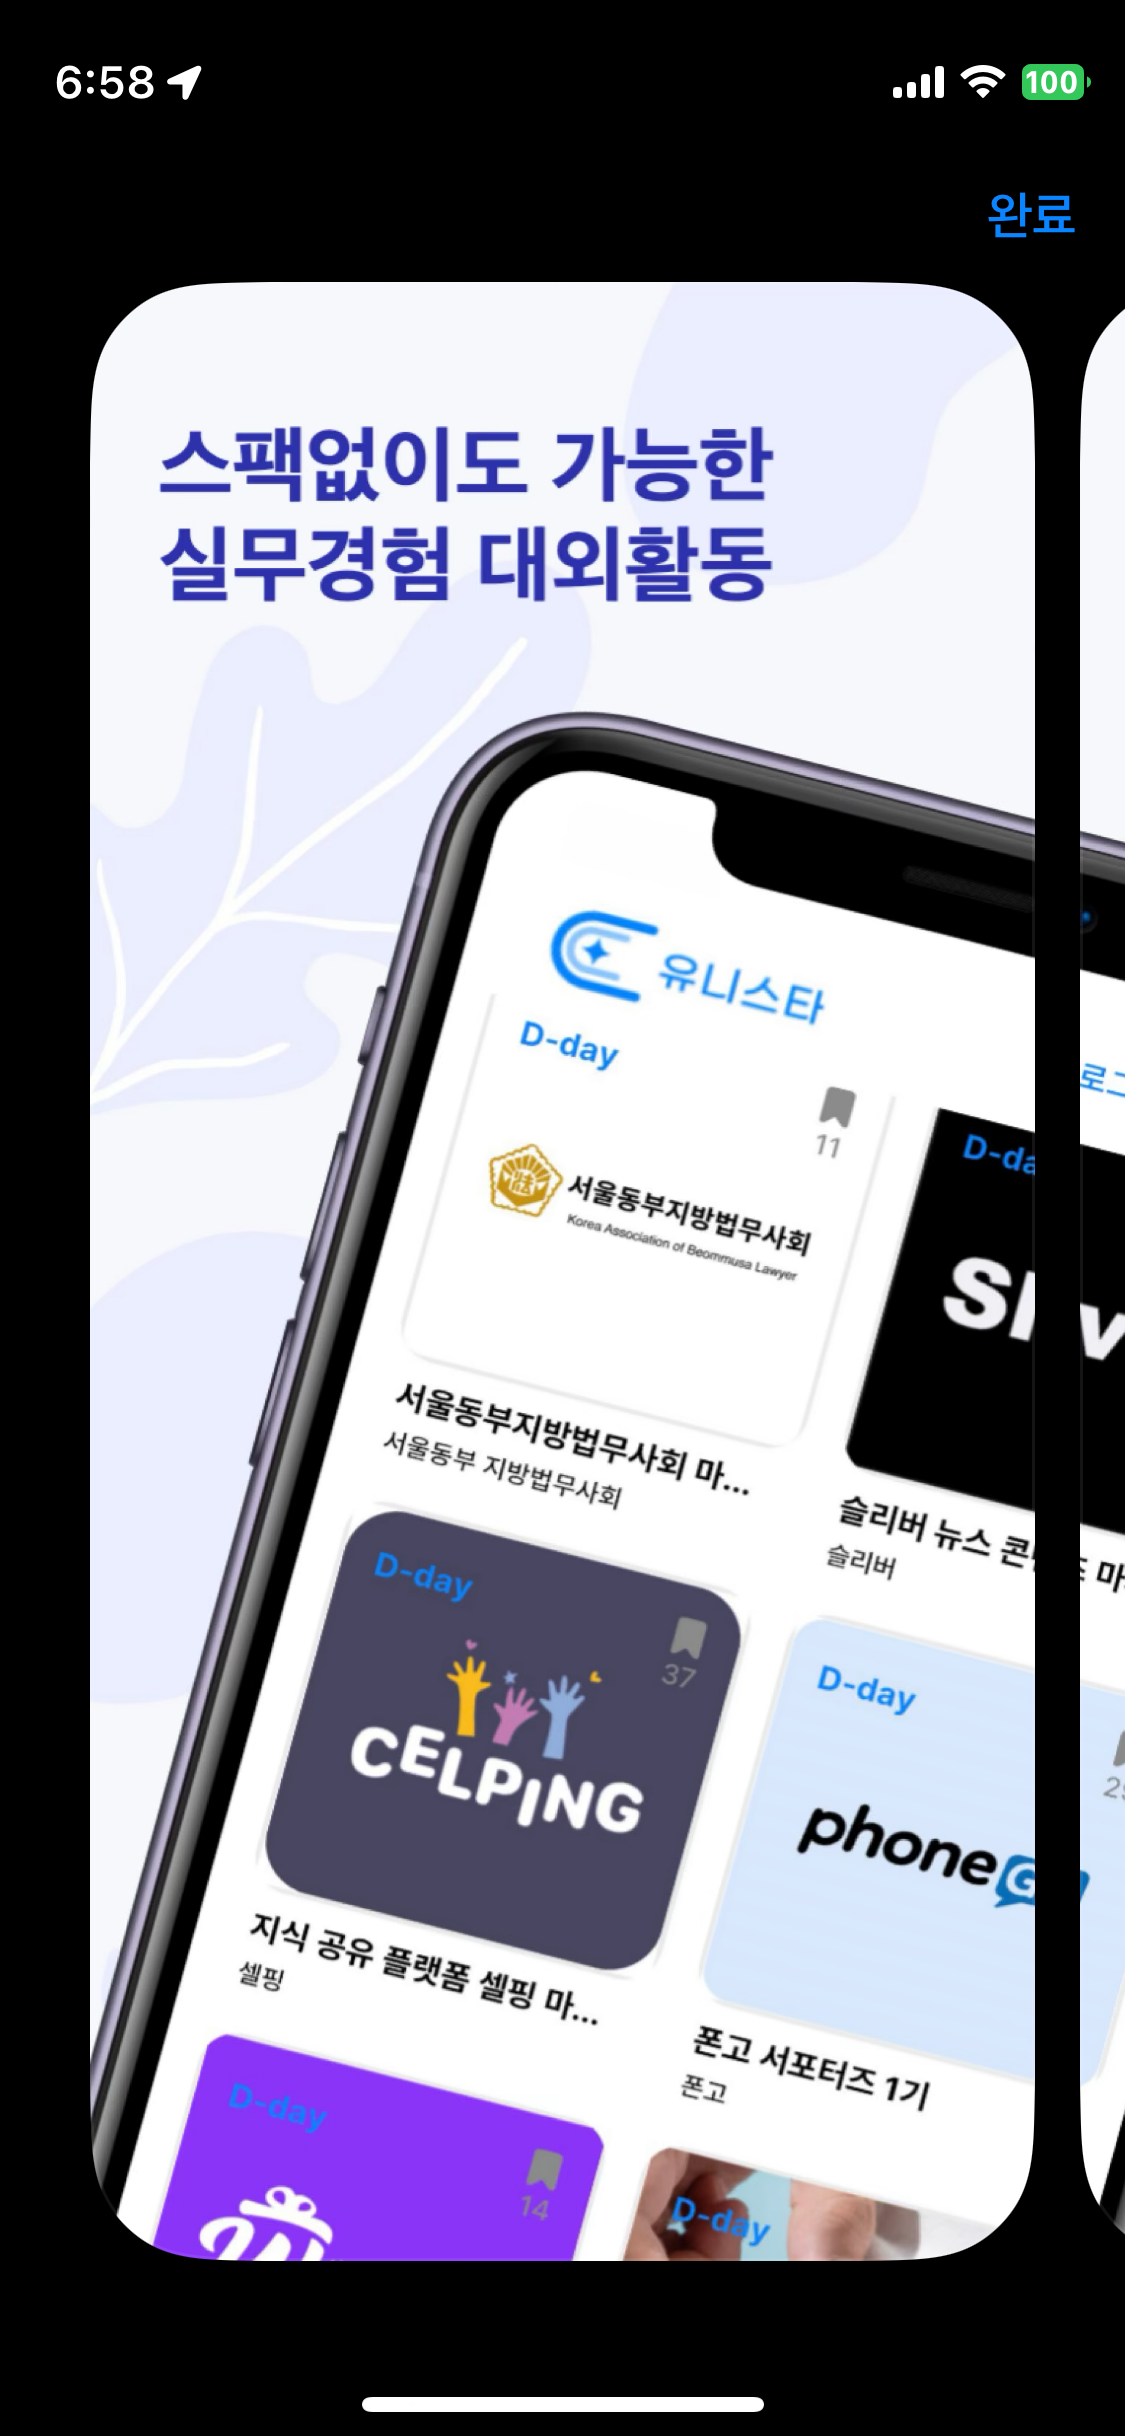 6:58
100
완료
스팩없이도 가능한
실무경험 대외활동
유니스타
D-day
11
서울동부지방법무사회
Korea Association of Beommusa Lawyer
서울동부지방법무사회 마...
서울동부 지방법무사회
슬리버 뉴스 콘
슬리버
D-day
37
CELPING
지식 공유 플랫폼 셀핑 마...
셀핑
D-day
phone
폰고 서포터즈 1기
폰고
D-day
14
D-day